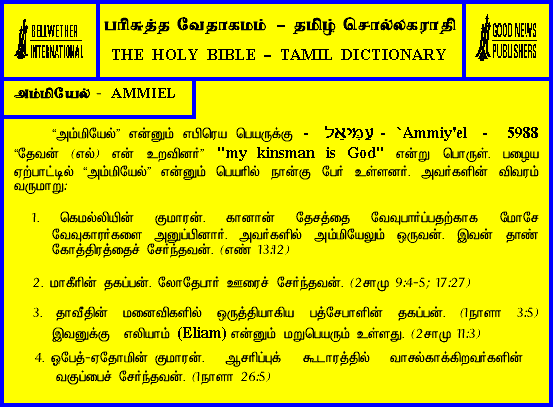 BELLWETHER
INTERNATIONAL
பரிசுத்த வேதாகமம் – தமிழ் சொல்லகராதி
THE HOLY BIBLE – TAMIL DICTIONARY
GOOD NEWS
PUBLISHERS
அம்மியேல் - AMMIEL
“அம்மியேல்” என்னும் எபிரெய பெயருக்கு - עמיאל - `Ammiy'el - 5988
“தேவன் (எல்) என் உறவினர்” "my kinsman is God" என்று பொருள். பழைய
ஏற்பாட்டில் “அம்மியேல்” என்னும் பெயரில் நான்கு பேர் உள்ளனர். அவர்களின் விவரம்
வருமாறு:
1. கெமல்லியின் குமாரன். கானான் தேசத்தை வேவுபார்ப்பதற்காக மோசே
வேவுகாரர்களை அனுப்பினார். அவர்களில் அம்மியேலும் ஒருவன். இவன் தாண்
கோத்திரத்தைச் சேர்ந்தவன். (எண் 13:12)
2. மாகீரின் தகப்பன். லோதேபார் ஊரைச் சேர்ந்தவன். (2சாமு 9:4-5; 17:27)
3. தாவீதின் மனைவிகளில் ஒருத்தியாகிய பத்சேபாளின் தகப்பன். (1நாளா 3:5)
இவனுக்கு எலியாம் (Eliam) என்னும் மறுபெயரும் உள்ளது. (2சாமு 11:3)
4. ஓபேத்-ஏதோமின் குமாரன். ஆசரிப்புக் கூடாரத்தில் வாசல்காக்கிறவர்களின்
வகுப்பைச் சேர்ந்தவன். (1நாளா 26:5)